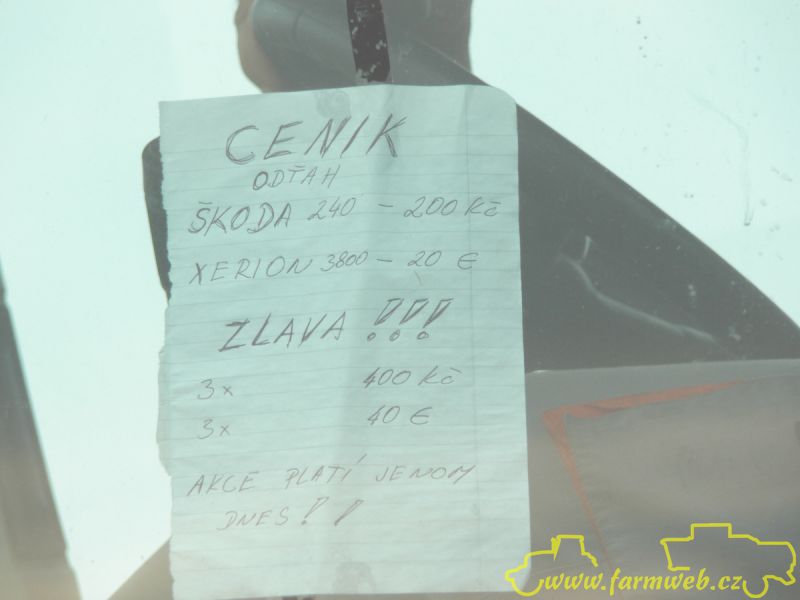 CENIK
ODŤAH
ŠKODA 240 - 200 Kč
XERION 3800 - 20 €
ZLAVA !!!
3x 400 Kč
3x 40 €
AKCE PLATÍ JENOM
DNES!!
www.farmweb.cz